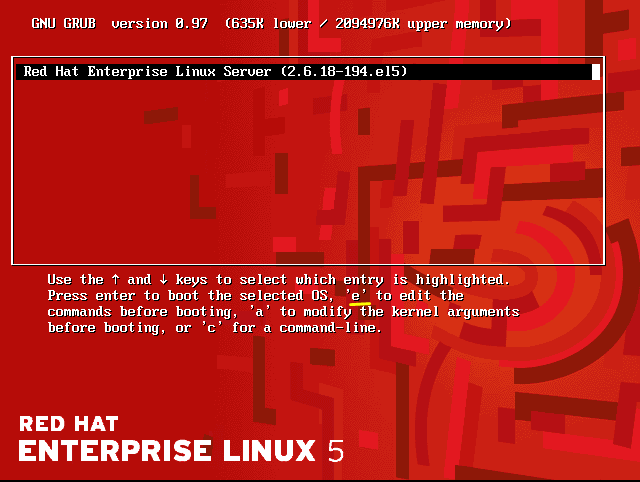 GNU GRUB  version 0.97  (635K lower / 2094976K upper memory)
Red Hat Enterprise Linux Server (2.6.18-194.el5)
Use the ↑ and ↓ keys to select which entry is highlighted.
Press enter to boot the selected OS, 'e' to edit the
commands before booting, 'a' to modify the kernel arguments
before booting, or 'c' for a command-line.
RED HAT
ENTERPRISE LINUX 5